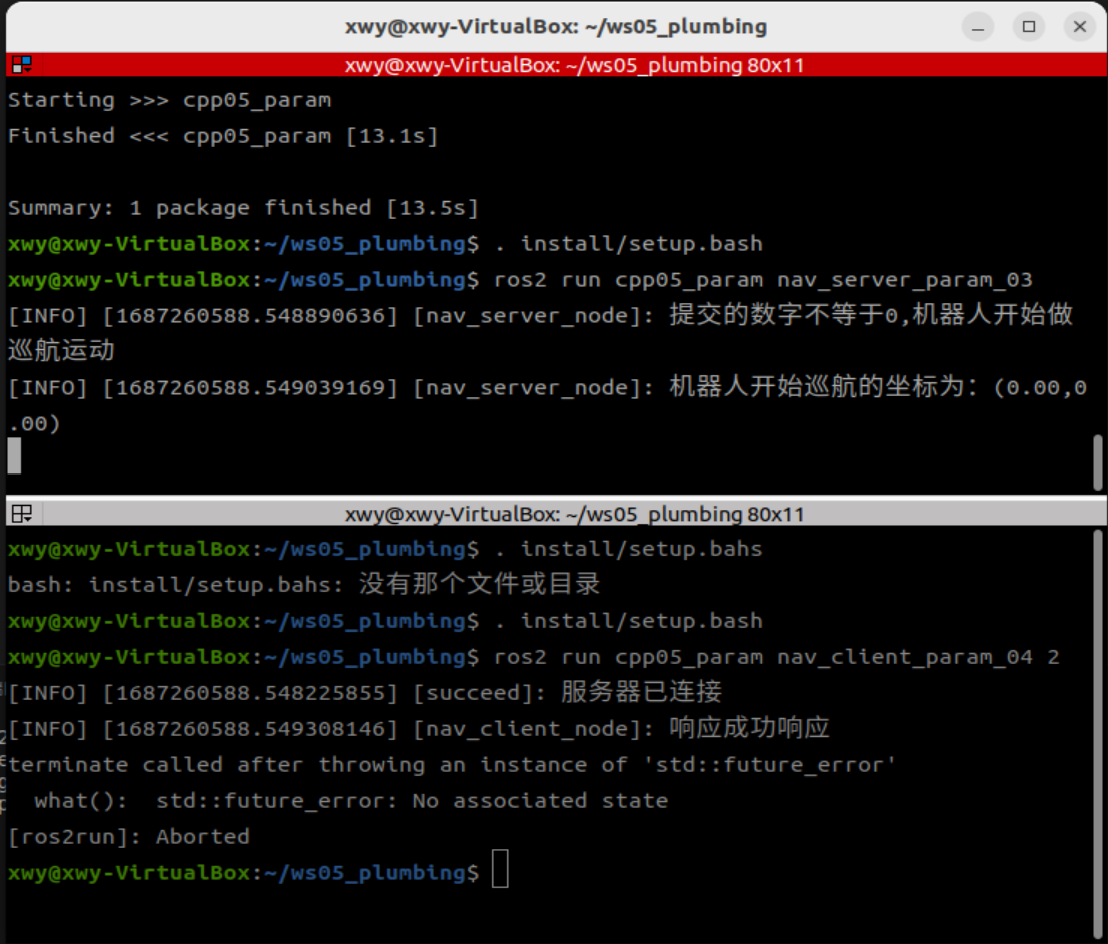 xwy@xwy-VirtualBox: ~/ws05_plumbing
xwy@xwy-VirtualBox: ~/ws05_plumbing 80x11
Starting >>> cpp05_param
Finished <<< cpp05_param [13.1s]
Summary: 1 package finished [13.5s]
xwy@xwy-VirtualBox:~/ws05_plumbing$ . install/setup.bash
xwy@xwy-VirtualBox:~/ws05_plumbing$ ros2 run cpp05_param nav_server_param_03
[INFO] [1687260588.548890636] [nav_server_node]: 提交的数字不等于0,机器人开始做
巡航运动
[INFO] [1687260588.549039169] [nav_server_node]: 机器人开始巡航的坐标为：(0.00,0
.00)
xwy@xwy-VirtualBox: ~/ws05_plumbing 80x11
xwy@xwy-VirtualBox:~/ws05_plumbing$ . install/setup.bahs
bash: install/setup.bahs: 没有那个文件或目录
xwy@xwy-VirtualBox:~/ws05_plumbing$ . install/setup.bash
xwy@xwy-VirtualBox:~/ws05_plumbing$ ros2 run cpp05_param nav_client_param_04 2
[INFO] [1687260588.548225855] [succeed]: 服务器已连接
[INFO] [1687260588.549308146] [nav_client_node]: 响应成功响应
terminate called after throwing an instance of 'std::future_error'
  what():  std::future_error: No associated state
[ros2run]: Aborted
xwy@xwy-VirtualBox:~/ws05_plumbing$